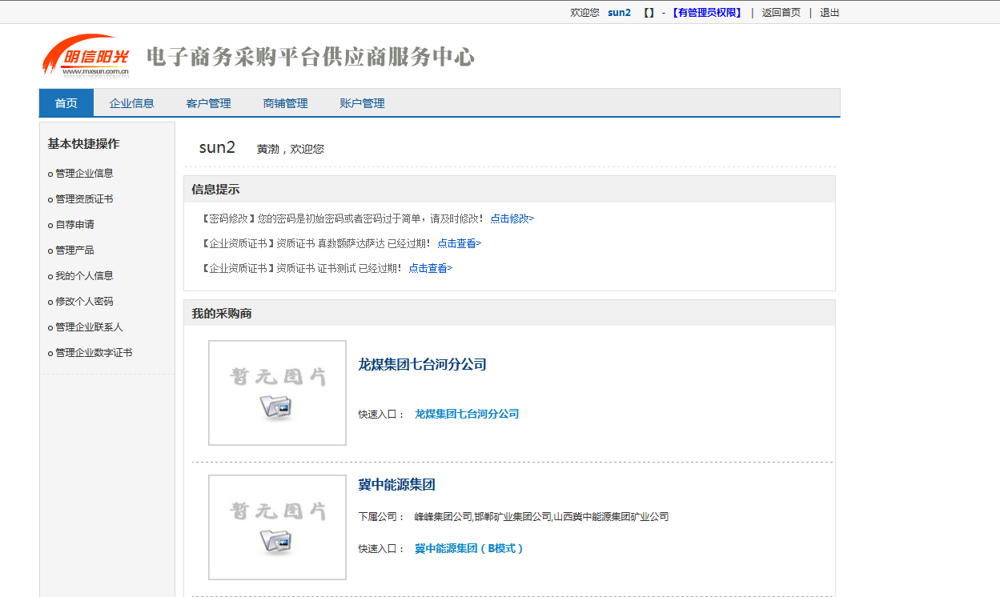 欢迎您 sun2 【】 - 【有管理员权限】 | 返回首页 | 退出
明信阳光
www.mxsun.com.cn
电子商务采购平台供应商服务中心
首页 企业信息 客户管理 商铺管理 账户管理
基本快捷操作
管理企业信息
管理资质证书
自荐申请
管理产品
我的个人信息
修改个人密码
管理企业联系人
管理企业数字证书
sun2 黄渤，欢迎您
信息提示
【密码修改】您的密码是初始密码或者密码过于简单，请及时修改！ 点击修改>
【企业资质证书】资质证书 真数额萨达萨达 已经过期！ 点击查看>
【企业资质证书】资质证书 证书测试 已经过期！ 点击查看>
我的采购商
暂无图片
龙煤集团七台河分公司
快速入口： 龙煤集团七台河分公司
暂无图片
冀中能源集团
下属公司： 峰峰集团公司,邯郸矿业集团公司,山西冀中能源集团矿业公司
快速入口： 冀中能源集团（B模式）